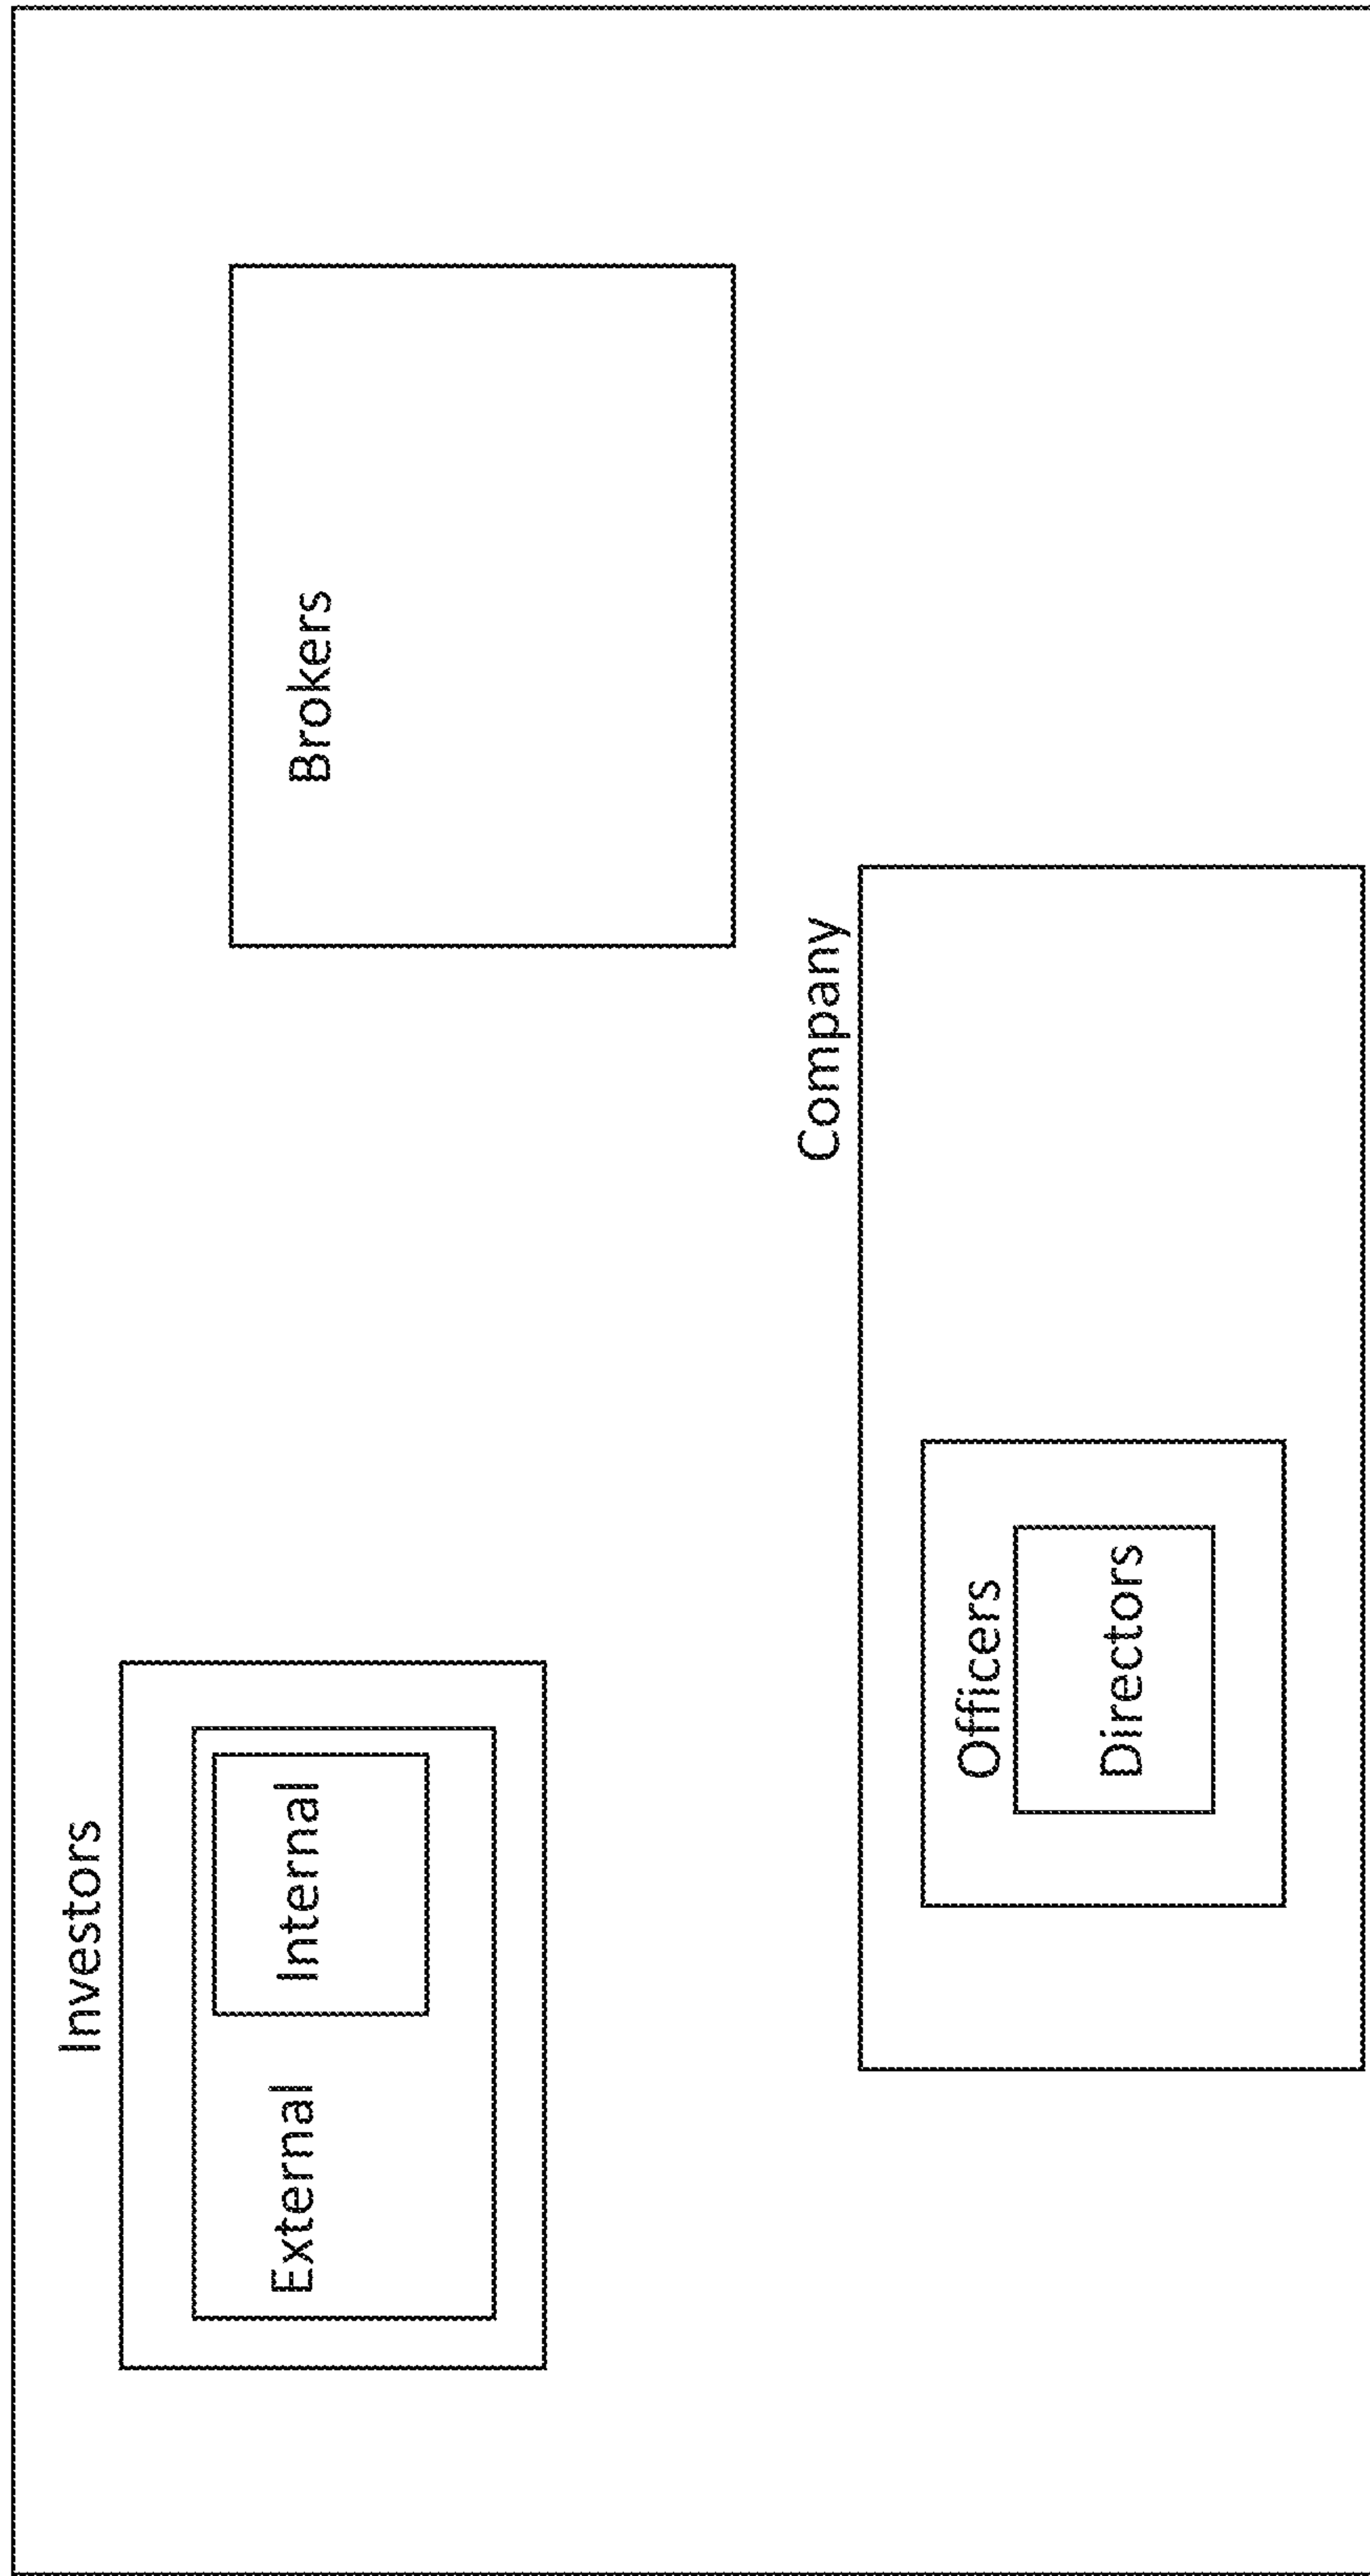 Investors
External
Internal
Brokers
Company
Officers
Directors